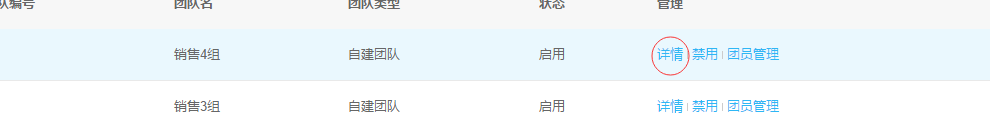 队编号 团队名 团队类型 状态 管理
销售4组 自建团队 启用 详情 | 禁用 | 团员管理
销售3组 自建团队 启用 详情 | 禁用 | 团员管理